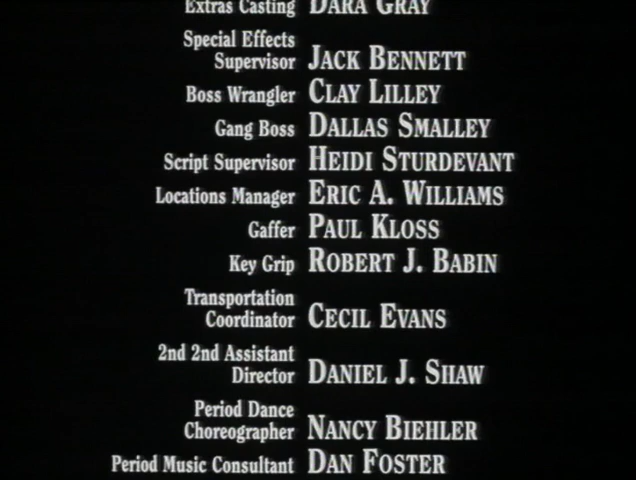 Extras Casting DARA GRAY
Special Effects
Supervisor JACK BENNETT
Boss Wrangler CLAY LILLEY
Gang Boss DALLAS SMALLEY
Script Supervisor HEIDI STURDEVANT
Locations Manager ERIC A. WILLIAMS
Gaffer PAUL KLOSS
Key Grip ROBERT J. BABIN
Transportation
Coordinator CECIL EVANS
2nd 2nd Assistant
Director DANIEL J. SHAW
Period Dance
Choreographer NANCY BIEHLER
Period Music Consultant DAN FOSTER